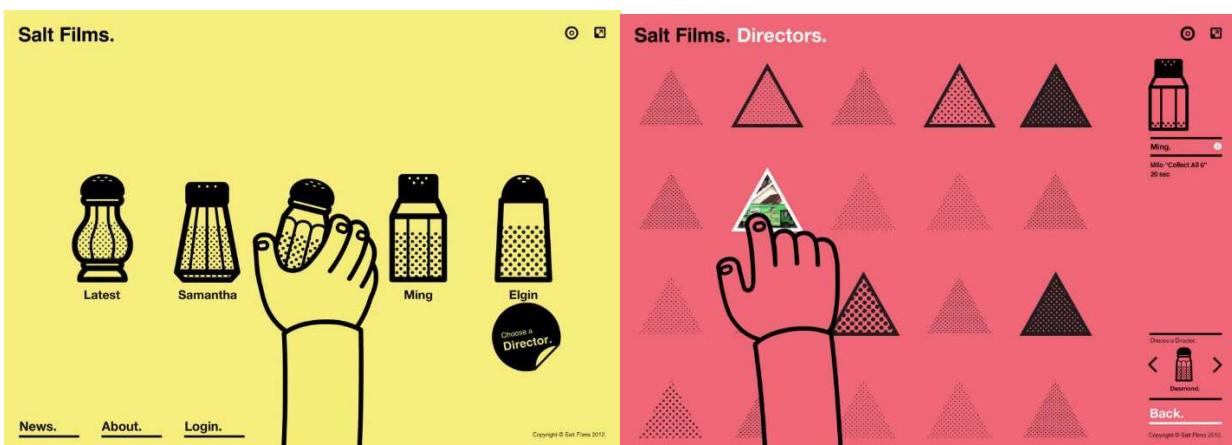 Salt Films.
Latest
Samantha
Ming
Elgin
Choose a
Director.
News.
About.
Login.
Copyright © Salt Films 2012.
Salt Films. Directors.
Ming.
Milo "Collect All 6"
20 sec
Choose a Director.
Desmond.
Back.
Copyright © Salt Films 2012.